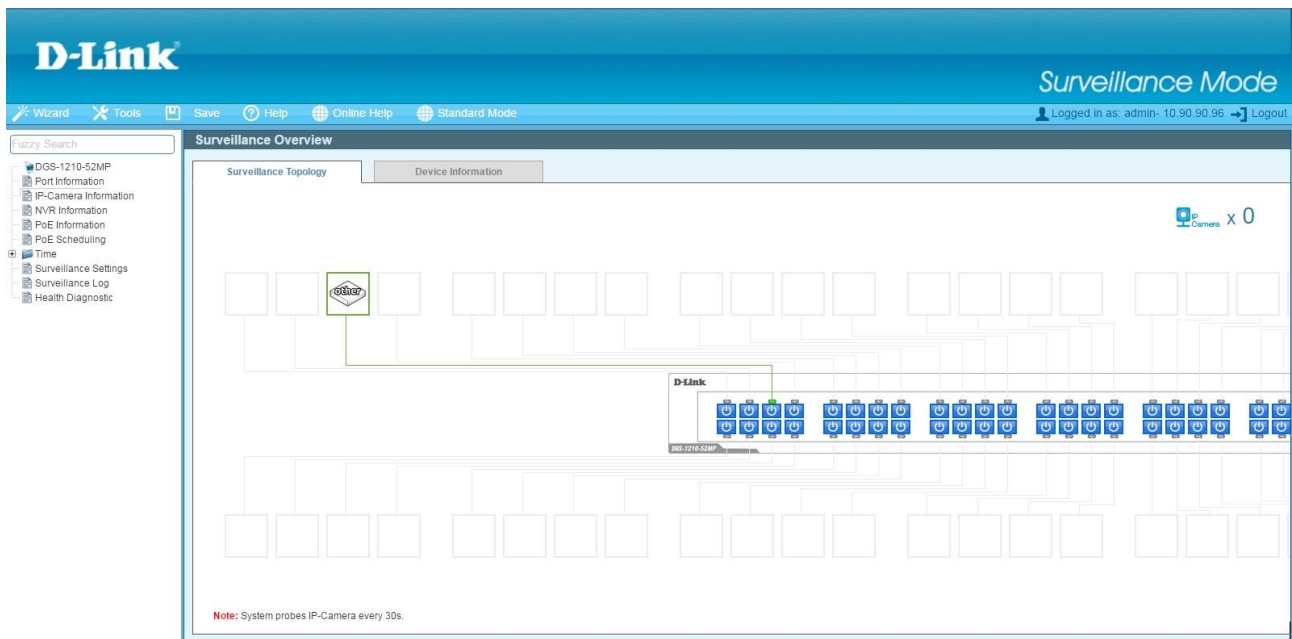 D-Link
Surveillance Mode
Wizard Tools Save Help Online Help Standard Mode Logged in as: admin- 10.90.90.96 Logout
Fuzzy Search
DGS-1210-52MP
Port Information
IP-Camera Information
NVR Information
PoE Information
PoE Scheduling
Time
Surveillance Settings
Surveillance Log
Health Diagnostic
Surveillance Overview
Surveillance Topology Device Information
IP Camera x 0
other
D-Link
DGS-1210-52MP
Note: System probes IP-Camera every 30s.